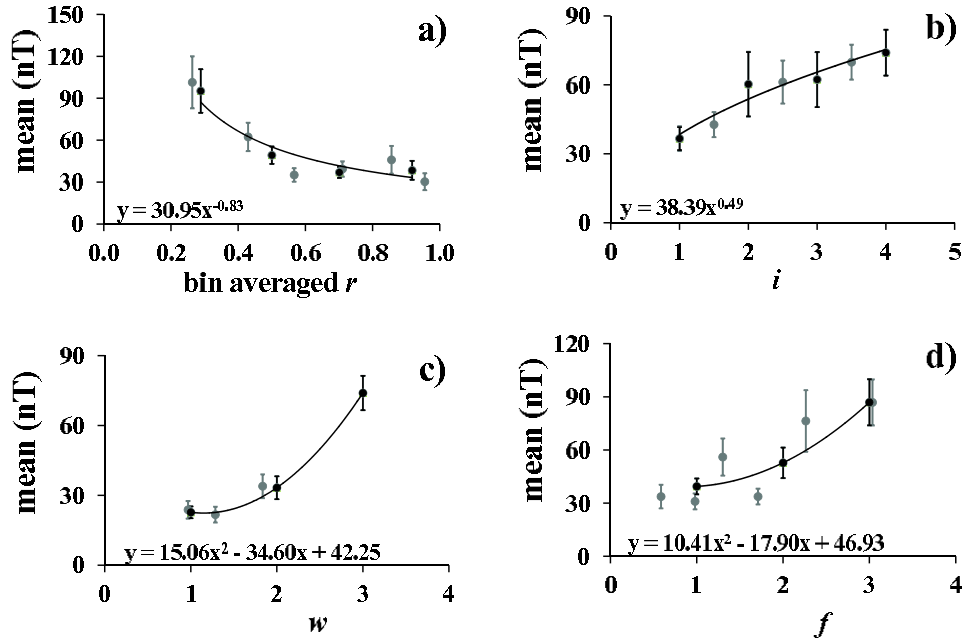 a)
mean (nT)
150
120
90
60
30
0
y = 30.95x^-0.83
0.0 0.2 0.4 0.6 0.8 1.0
bin averaged r
b)
mean (nT)
90
60
30
0
y = 38.39x^0.49
0 1 2 3 4 5
i
c)
mean (nT)
90
60
30
0
y = 15.06x² - 34.60x + 42.25
0 1 2 3 4
w
d)
mean (nT)
120
90
60
30
0
y = 10.41x² - 17.90x + 46.93
0 1 2 3 4
f